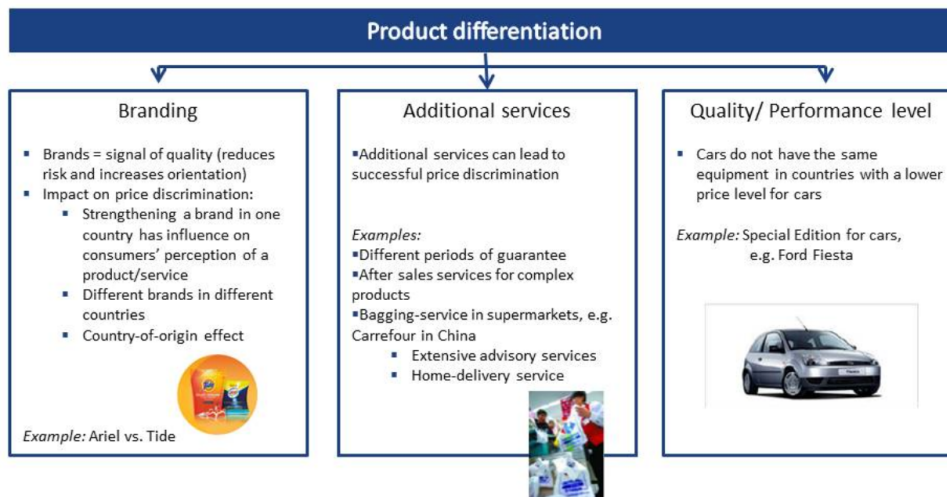 Product differentiation
Branding
▪ Brands = signal of quality (reduces
risk and increases orientation)
▪ Impact on price discrimination:
▪ Strengthening a brand in one
country has influence on
consumers' perception of a
product/service
▪ Different brands in different
countries
▪ Country-of-origin effect
Tide
Example: Ariel vs. Tide
Additional services
▪Additional services can lead to
successful price discrimination
Examples:
▪Different periods of guarantee
▪After sales services for complex
products
▪Bagging-service in supermarkets, e.g.
Carrefour in China
▪ Extensive advisory services
▪ Home-delivery service
Quality/ Performance level
▪ Cars do not have the same
equipment in countries with a lower
price level for cars
Example: Special Edition for cars,
e.g. Ford Fiesta